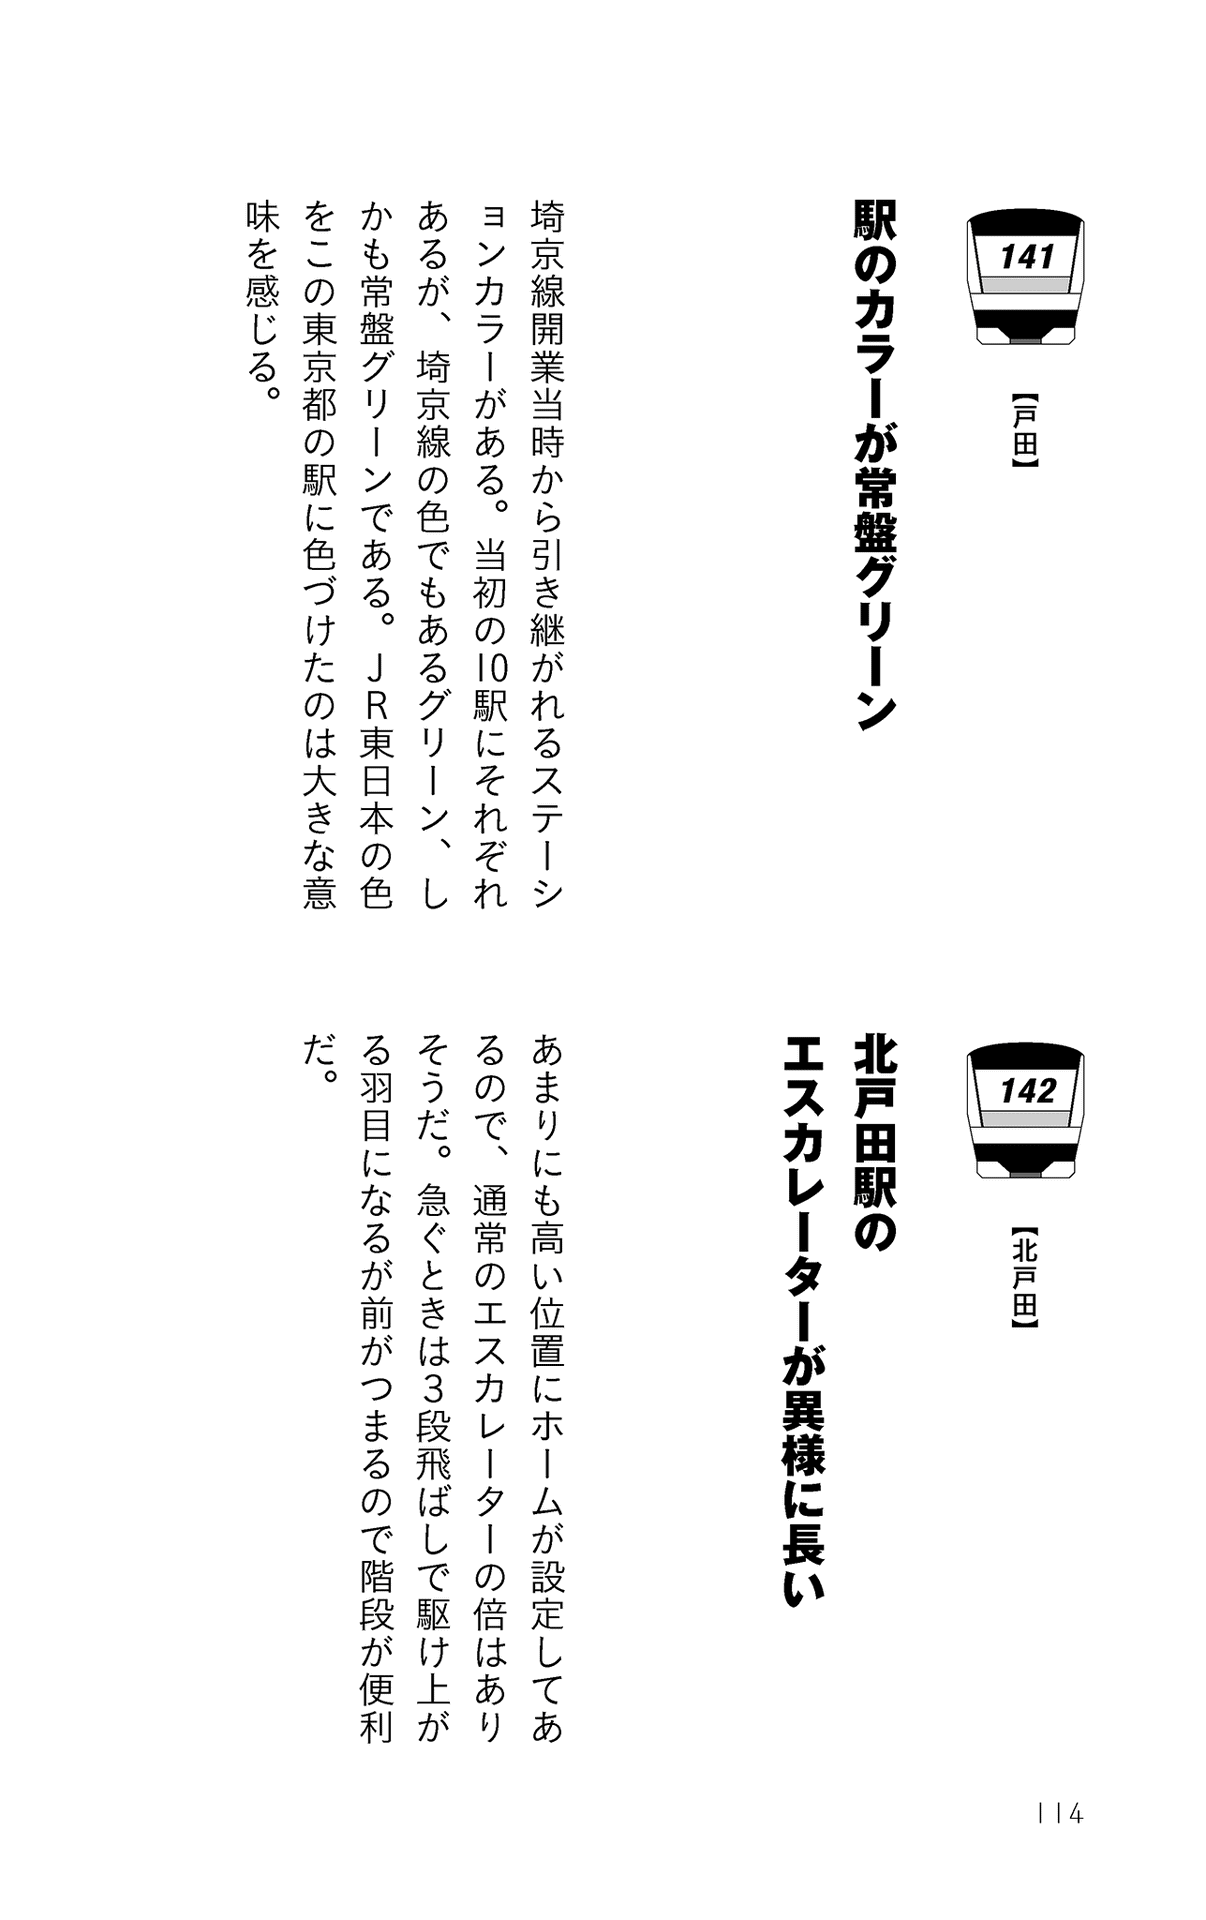 141
【戸田】
駅のカラーが常盤グリーン
埼京線開業当時から引き継がれるステーシ
ョンカラーがある。当初の10駅にそれぞれ
あるが、埼京線の色でもあるグリーン、し
かも常盤グリーンである。ＪＲ東日本の色
をこの東京都の駅に色づけたのは大きな意
味を感じる。
142
【北戸田】
北戸田駅の
エスカレーターが異様に長い
あまりにも高い位置にホームが設定してあ
るので、通常のエスカレーターの倍はあり
そうだ。急ぐときは３段飛ばしで駆け上が
る羽目になるが前がつまるので階段が便利
だ。
114